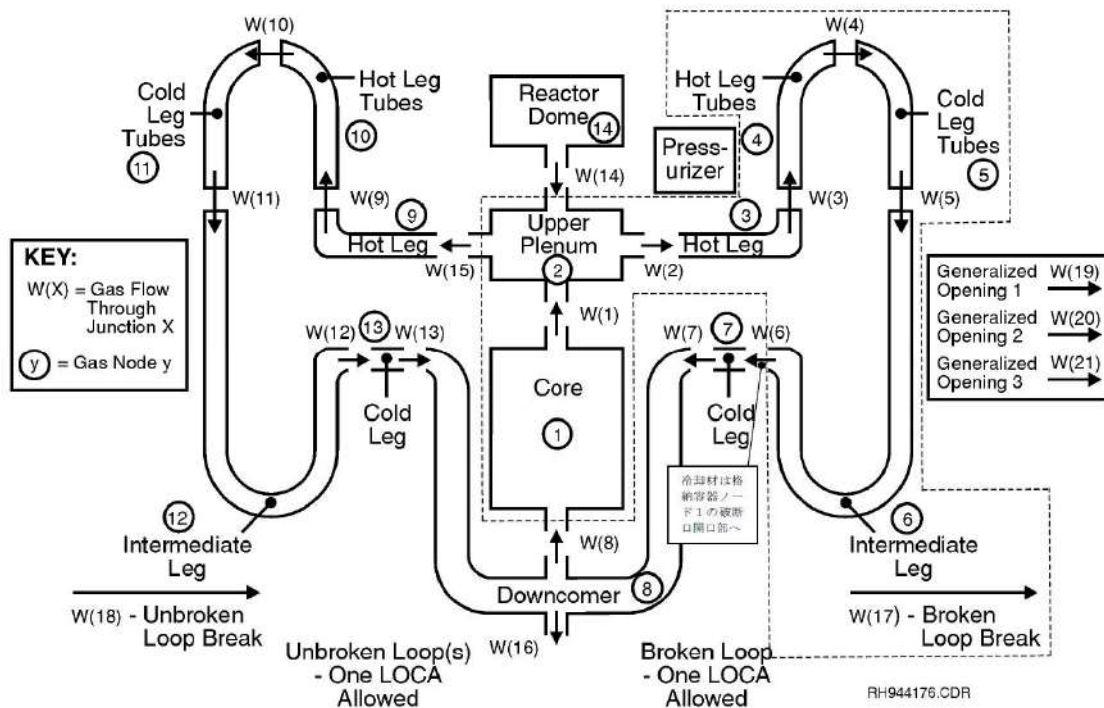 W(10)
W(4)
Cold
Leg
Tubes
11
Hot Leg
Tubes
10
Reactor
Dome
14
Hot Leg
Tubes
4
Cold
Leg
Tubes
5
Press-
urizer
W(14)
W(11)
W(9)
9
3
W(3)
W(5)
Hot Leg
Upper
Plenum
2
Hot Leg
W(15)
W(2)
KEY:
W(X) = Gas Flow
Through
Junction X
y = Gas Node y
Generalized
Opening 1
W(19)
Generalized
Opening 2
W(20)
Generalized
Opening 3
W(21)
W(1)
W(12)
13
W(13)
W(7)
7
W(6)
Cold
Leg
Core
1
Cold
Leg
冷却材は格
納容器ノー
ド1の破断
口開口部へ
12
Intermediate
Leg
6
Intermediate
Leg
W(8)
Downcomer
8
W(18) - Unbroken
Loop Break
W(17) - Broken
Loop Break
W(16)
Unbroken Loop(s)
- One LOCA
Allowed
Broken Loop
- One LOCA
Allowed
RH944176.CDR